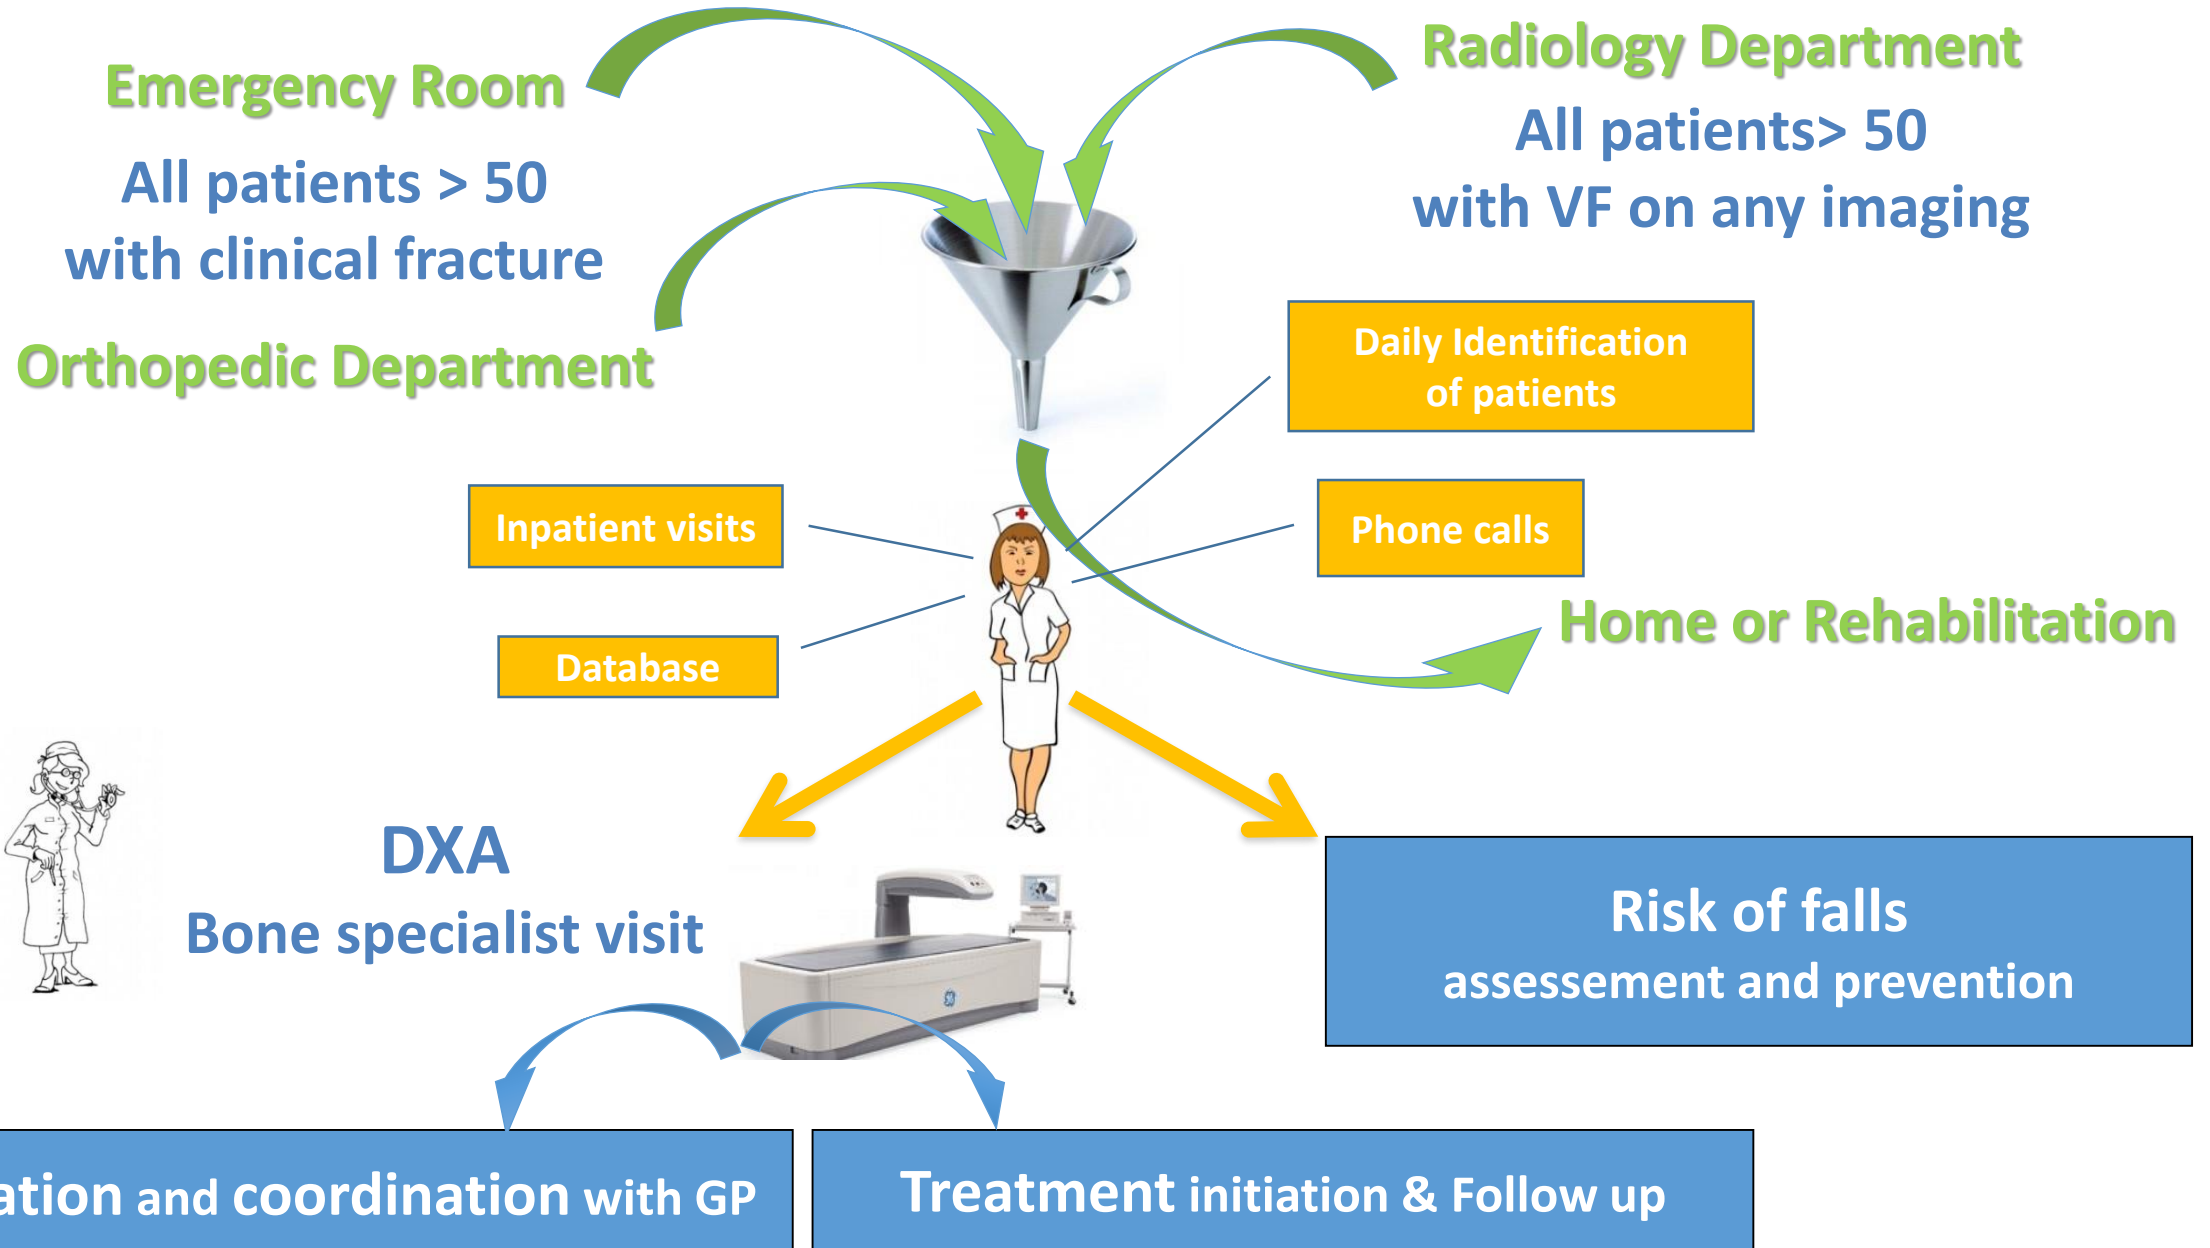 Emergency Room
All patients > 50
with clinical fracture
Orthopedic Department
Radiology Department
All patients> 50
with VF on any imaging
Daily Identification
of patients
Inpatient visits
Phone calls
Home or Rehabilitation
Database
DXA
Bone specialist visit
Risk of falls
assessement and prevention
and coordination with GP
Treatment initiation & Follow up